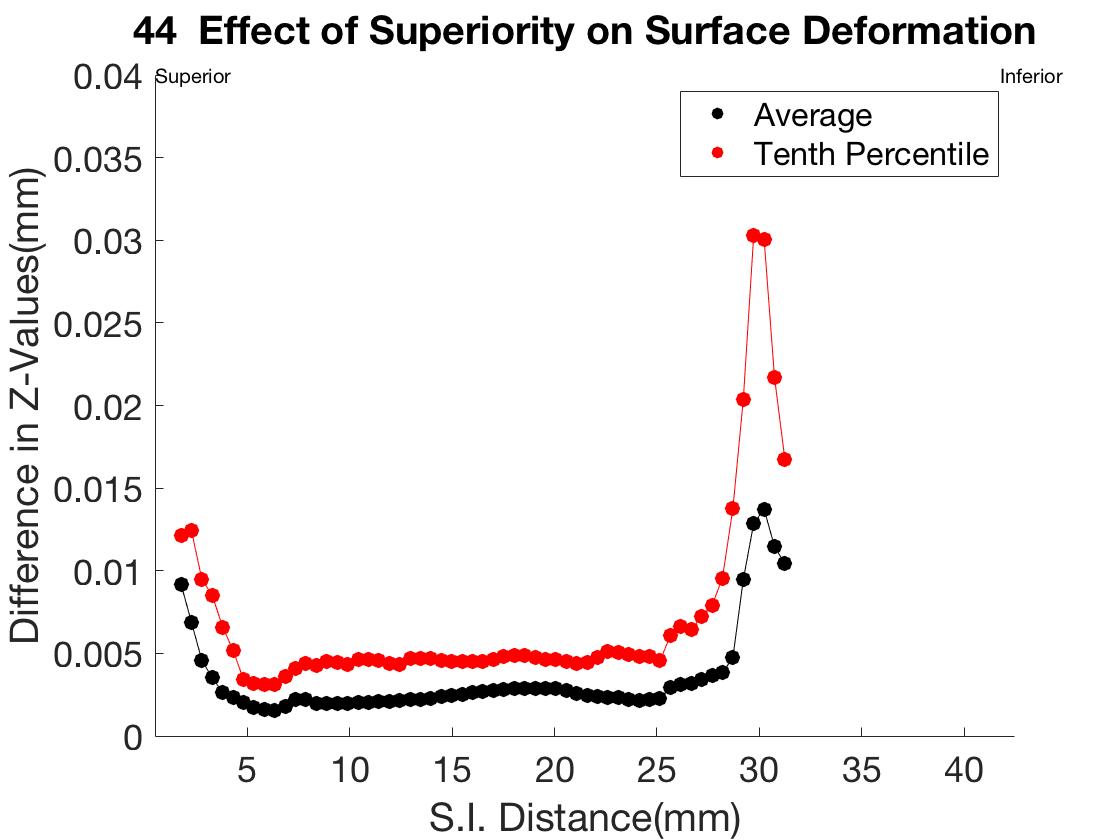 44 Effect of Superiority on Surface Deformation
Superior
Inferior
Average
Tenth Percentile
0.04
0.035
0.03
0.025
0.02
0.015
0.01
0.005
0
Difference in Z-Values(mm)
5 10 15 20 25 30 35 40
S.I. Distance(mm)